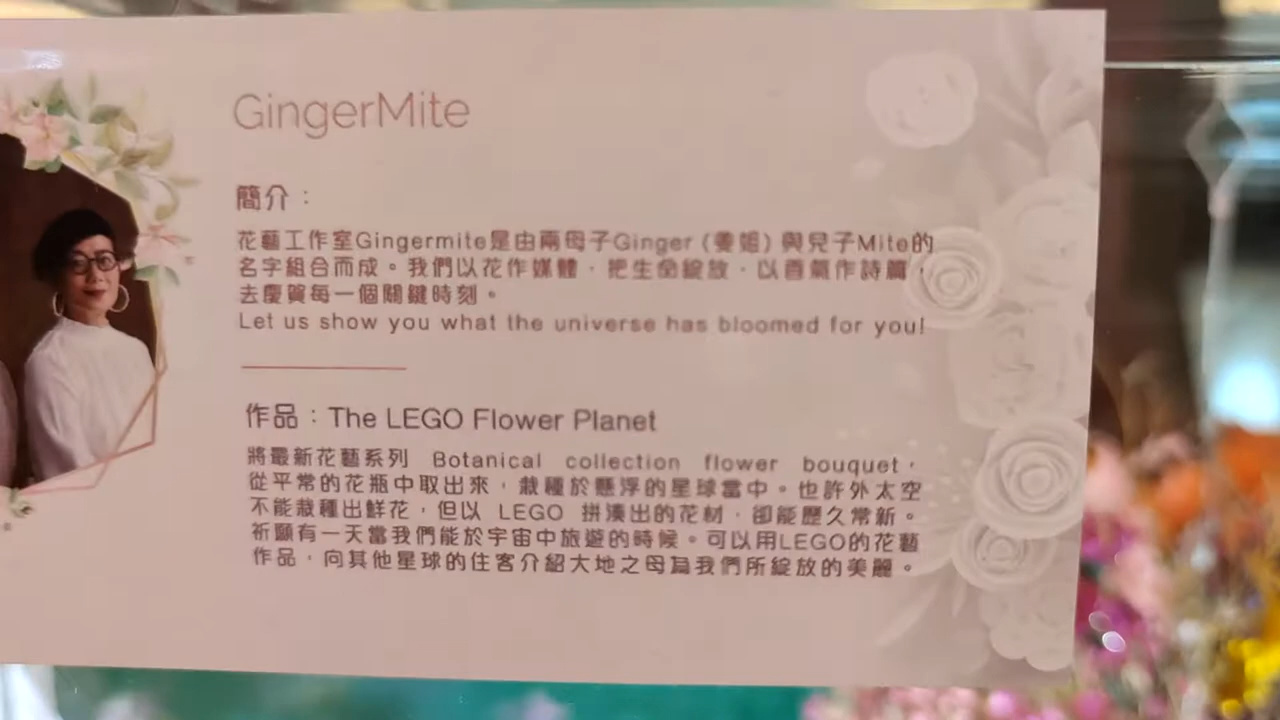 GingerMite
簡介：
花藝工作室Gingermite是由兩母子Ginger (姜姐) 與兒子Mite的
名字組合而成。我們以花作媒體，把生命綻放，以香氣作詩篇，
去慶賀每一個關鍵時刻。
Let us show you what the universe has bloomed for you!
作品：The LEGO Flower Planet
將最新花藝系列 Botanical collection flower bouquet，
從平常的花瓶中取出來，栽種於懸浮的星球當中。也許外太空
不能栽種出鮮花，但以 LEGO 拼湊出的花材，卻能歷久常新。
祈願有一天當我們能於宇宙中旅遊的時候。可以用LEGO的花藝
作品，向其他星球的住客介紹大地之母為我們所綻放的美麗。